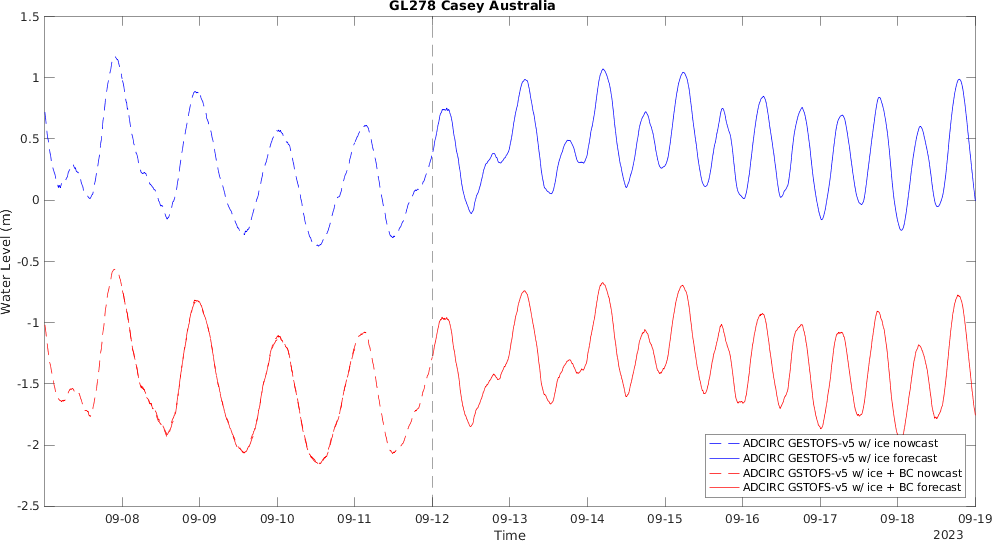 GL278 Casey Australia
1.5
1
0.5
0
-0.5
-1
-1.5
-2
-2.5
Water Level (m)
ADCIRC GESTOFS-v5 w/ ice nowcast
ADCIRC GESTOFS-v5 w/ ice forecast
ADCIRC GSTOFS-v5 w/ ice + BC nowcast
ADCIRC GSTOFS-v5 w/ ice + BC forecast
09-08 09-09 09-10 09-11 09-12 09-13 09-14 09-15 09-16 09-17 09-18 09-19
Time
2023